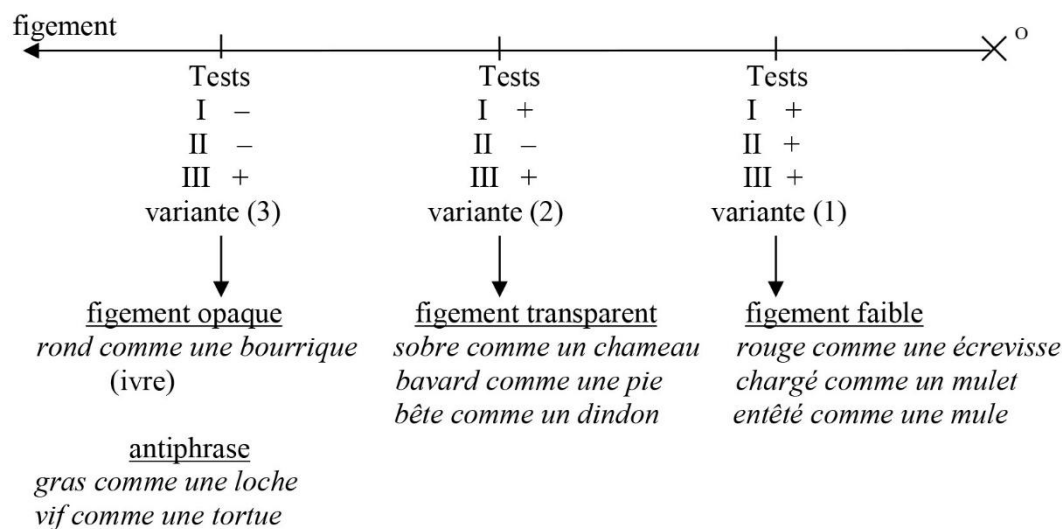 figement
O
Tests Tests Tests
I – I + I +
II – II – II +
III + III + III +
variante (3) variante (2) variante (1)
figement opaque figement transparent figement faible
rond comme une bourrique sobre comme un chameau rouge comme une écrevisse
(ivre) bavard comme une pie chargé comme un mulet
bête comme un dindon entêté comme une mule
antiphrase
gras comme une loche
vif comme une tortue